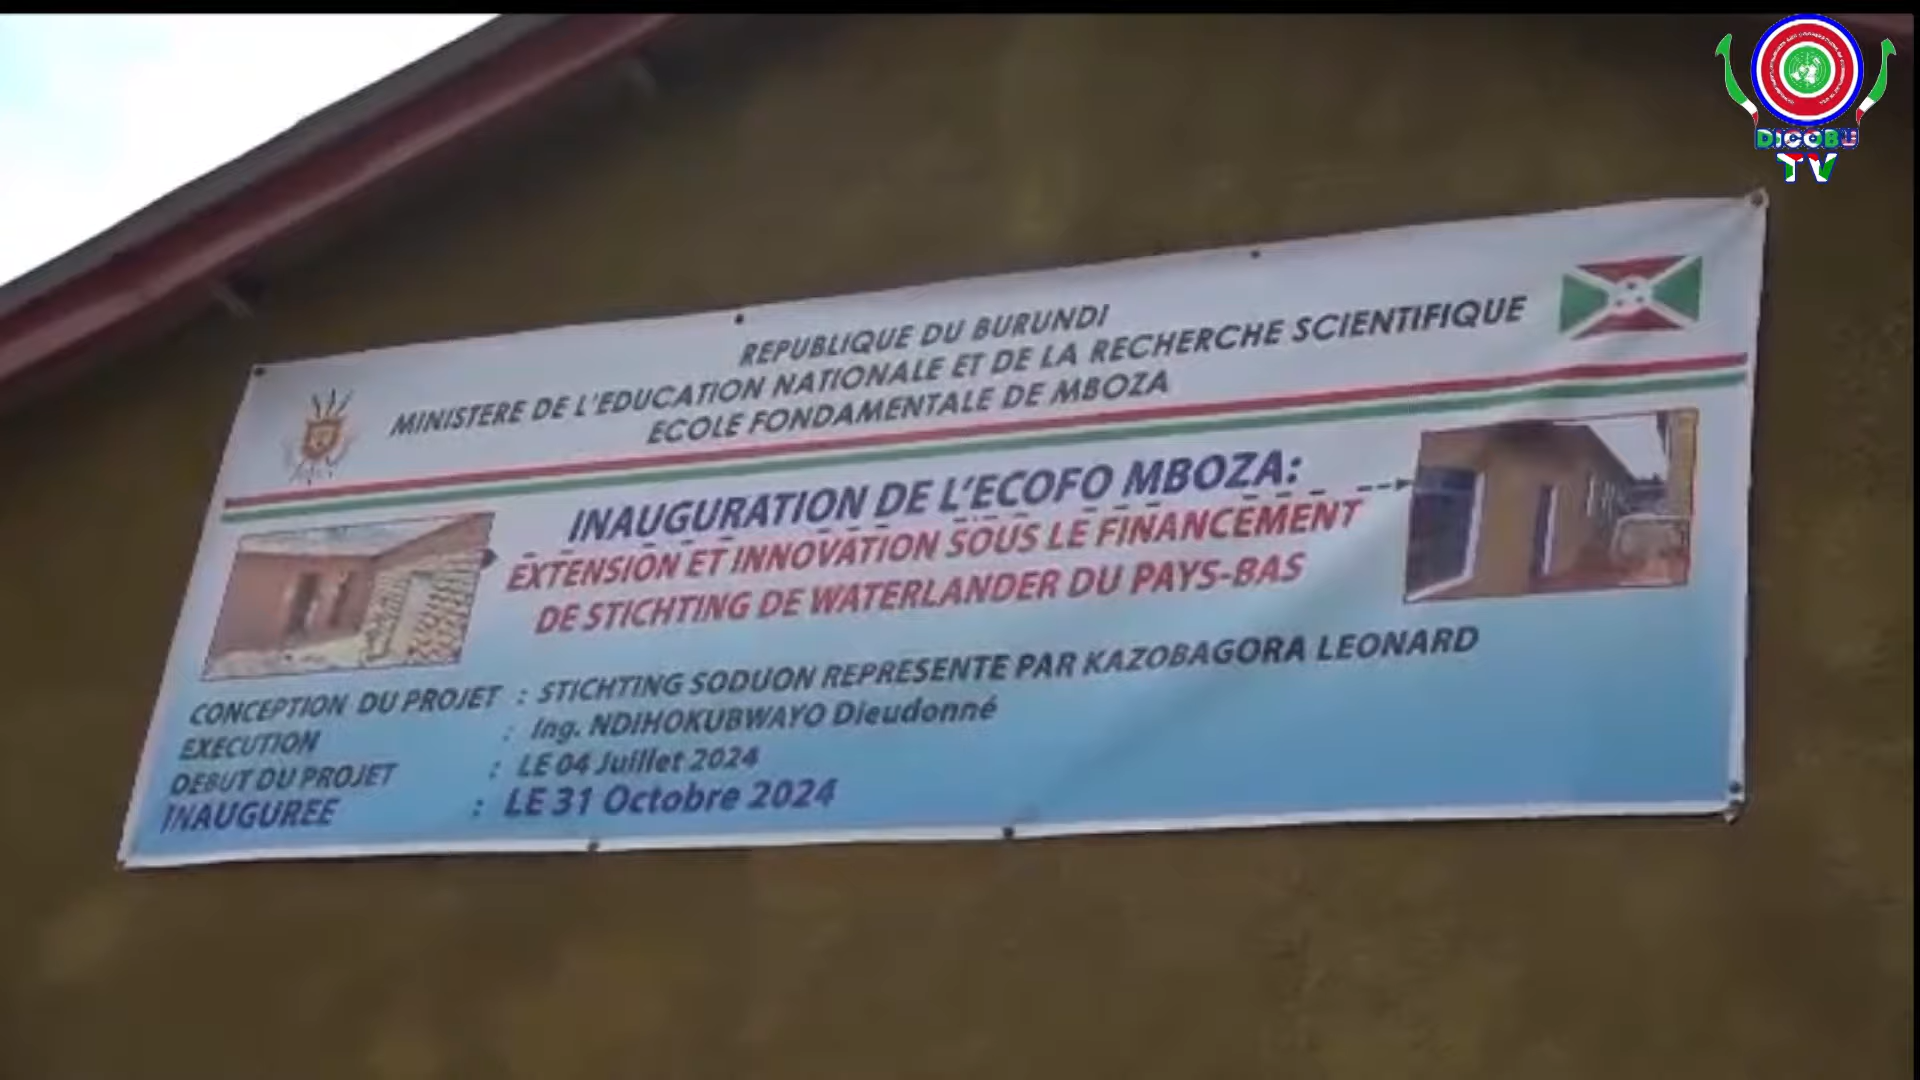 DJCOBU
TV
REPUBLIQUE DU BURUNDI
MINISTERE DE L'EDUCATION NATIONALE ET DE LA RECHERCHE SCIENTIFIQUE
ECOLE FONDAMENTALE DE MBOZA
INAUGURATION DE L'ECOFO MBOZA:
EXTENSION ET INNOVATION SOUS LE FINANCEMENT
DE STICHTING DE WATERLANDER DU PAYS-BAS
CONCEPTION DU PROJET : STICHTING SODUON REPRESENTE PAR KAZOBAGORA LEONARD
EXECUTION : Ing. NDIHOKUBWAYO Dieudonné
DEBUT DU PROJET : LE 04 Juillet 2024
INAUGUREE : LE 31 Octobre 2024